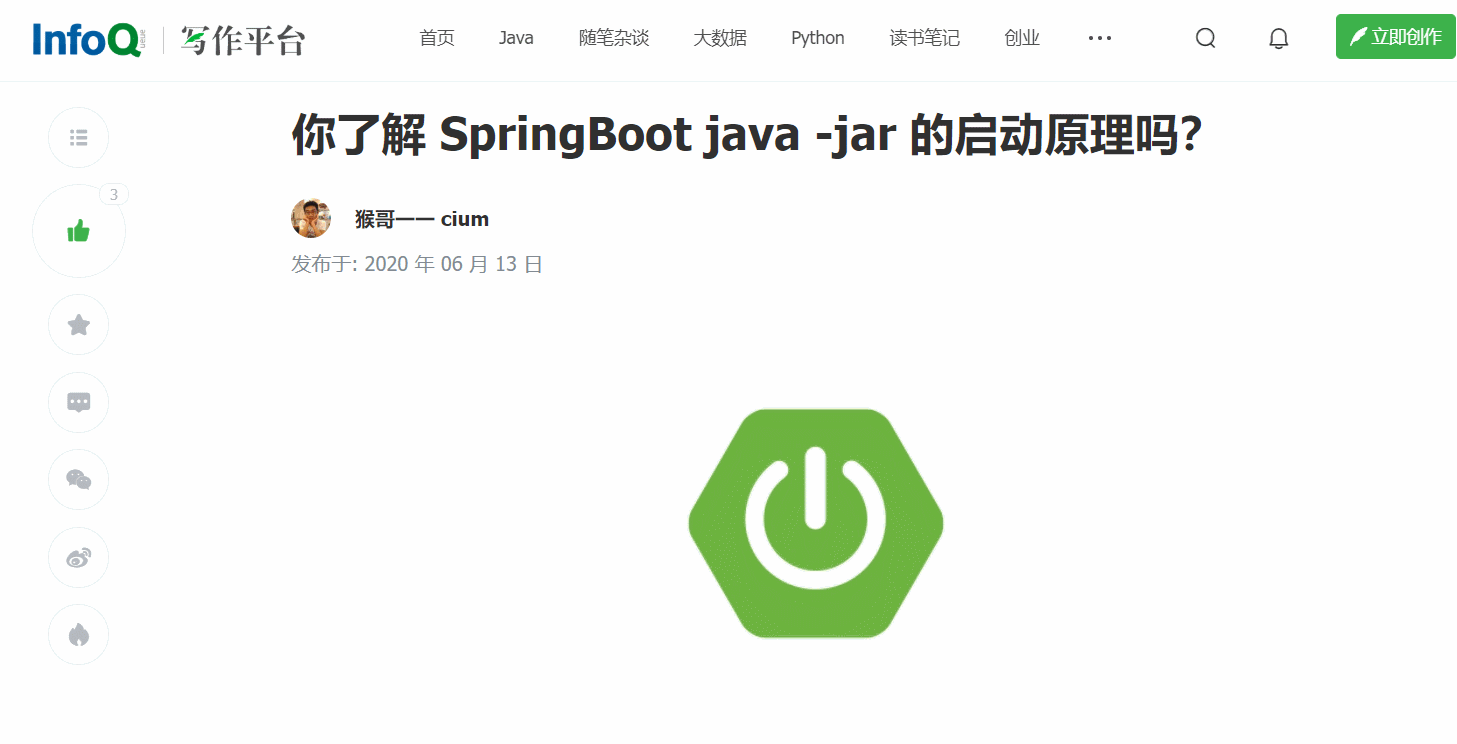 InfoQ 写作平台 首页 Java 随笔杂谈 大数据 Python 读书笔记 创业 ••• 立即创作
你了解 SpringBoot java -jar 的启动原理吗?
3
猴哥一一 cium
发布于: 2020 年 06 月 13 日